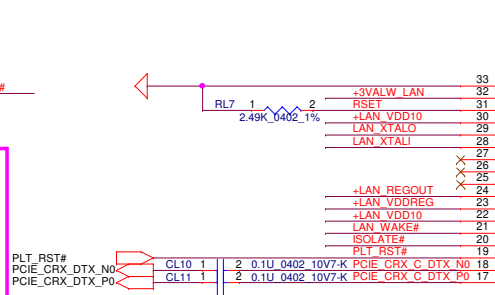 33
#
+3VALW_LAN 32
RL7 1 2 RSET 31
2.49K_0402_1% +LAN_VDD10 30
LAN_XTALO 29
LAN_XTALI 28
27
26
25
+LAN_REGOUT 24
+LAN_VDDREG 23
+LAN_VDD10 22
LAN_WAKE# 21
ISOLATE# 20
PLT_RST# PLT_RST# 19
PCIE_CRX_DTX_N0 CL10 1 2 0.1U_0402_10V7-K PCIE_CRX_C_DTX_N0 18
PCIE_CRX_DTX_P0 CL11 1 2 0.1U_0402_10V7-K PCIE_CRX_C_DTX_P0 17